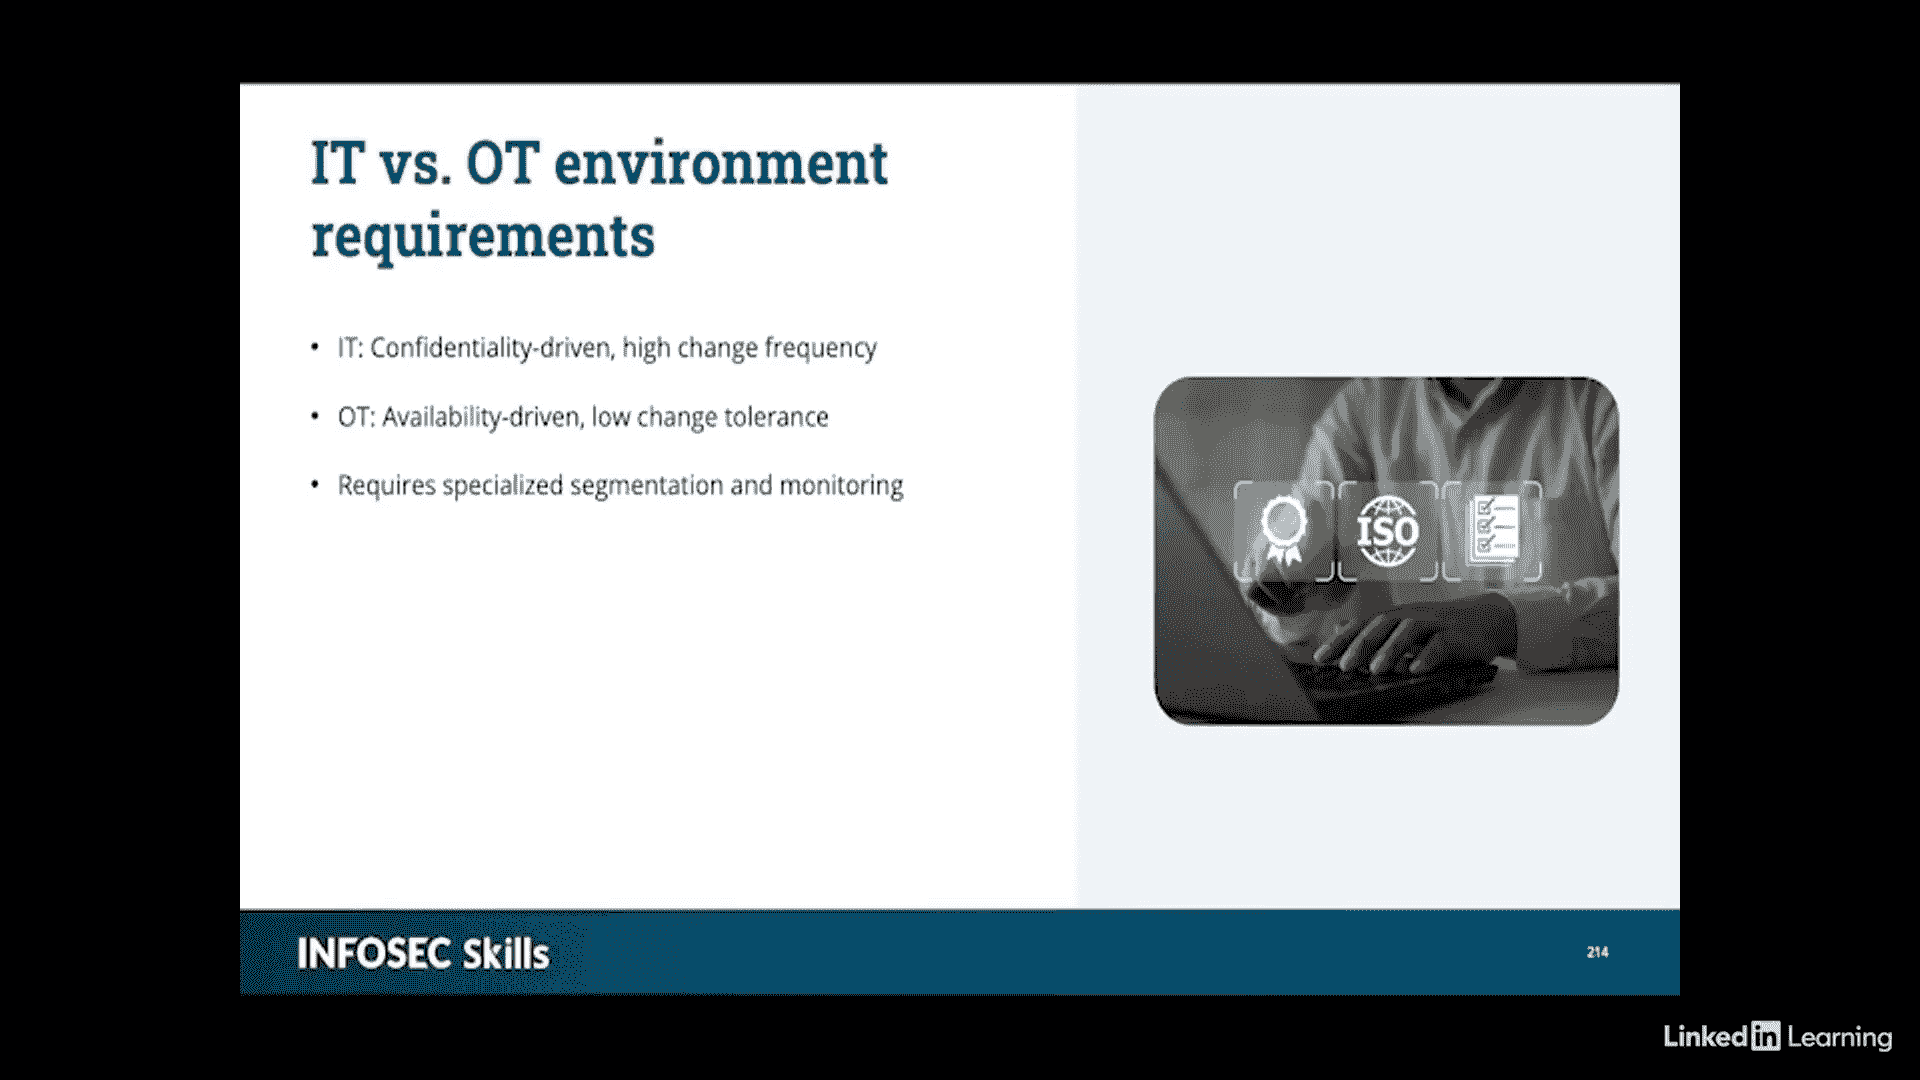 IT vs. OT environment
requirements
• IT: Confidentiality-driven, high change frequency
• OT: Availability-driven, low change tolerance
• Requires specialized segmentation and monitoring
ISO
INFOSEC Skills
214
Linked in Learning